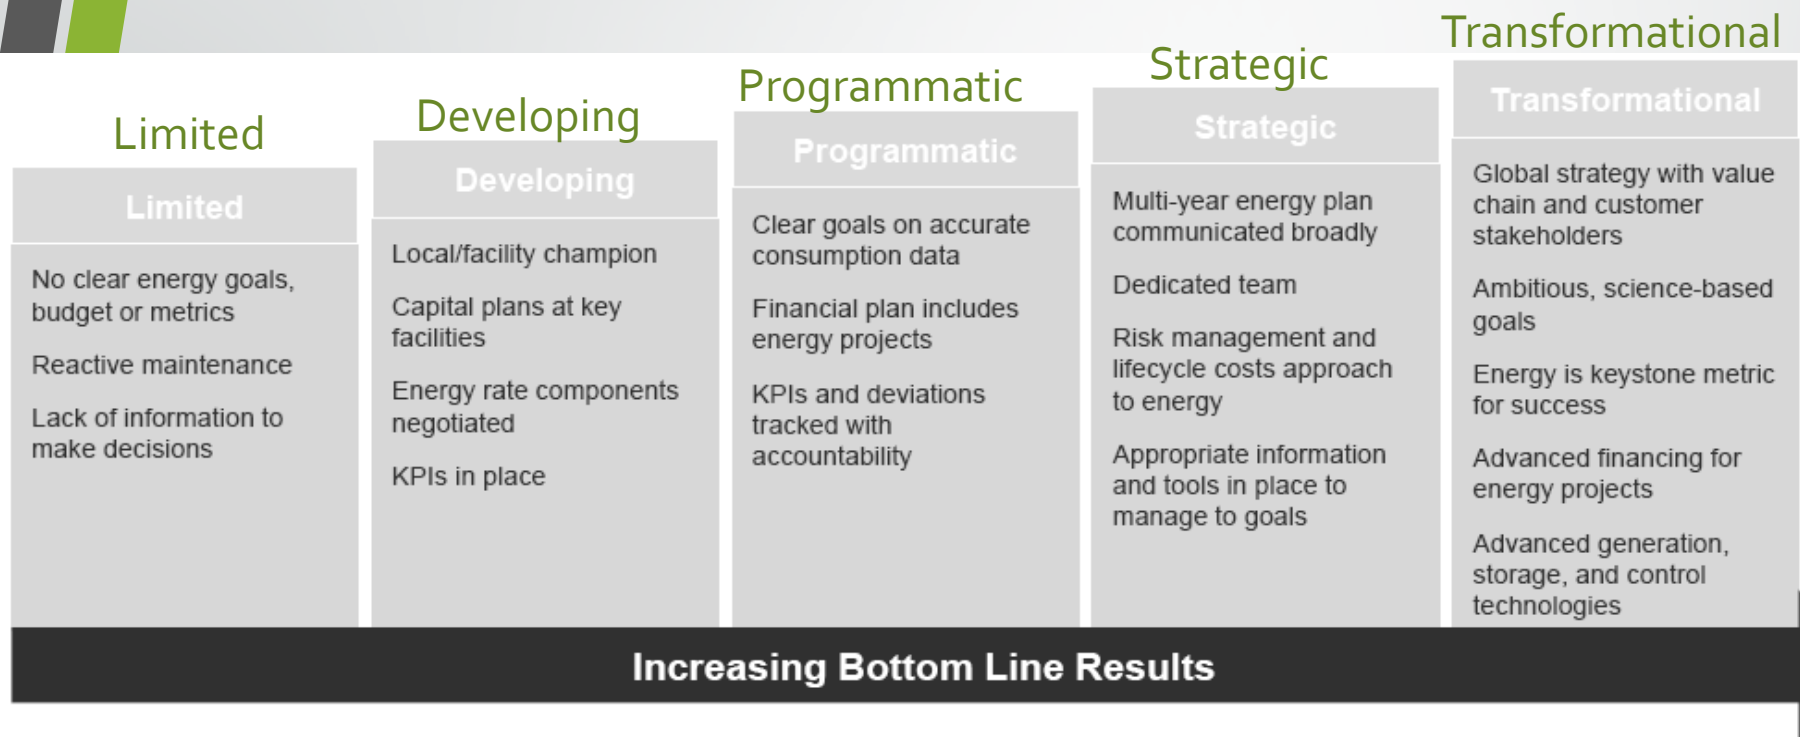 Limited
Limited
No clear energy goals,
budget or metrics
Reactive maintenance
Lack of information to
make decisions
Developing
Developing
Local/facility champion
Capital plans at key
facilities
Energy rate components
negotiated
KPIs in place
Programmatic
Programmatic
Clear goals on accurate
consumption data
Financial plan includes
energy projects
KPIs and deviations
tracked with
accountability
Strategic
Strategic
Multi-year energy plan
communicated broadly
Dedicated team
Risk management and
lifecycle costs approach
to energy
Appropriate information
and tools in place to
manage to goals
Transformational
Transformational
Global strategy with value
chain and customer
stakeholders
Ambitious, science-based
goals
Energy is keystone metric
for success
Advanced financing for
energy projects
Advanced generation,
storage, and control
technologies
Increasing Bottom Line Results